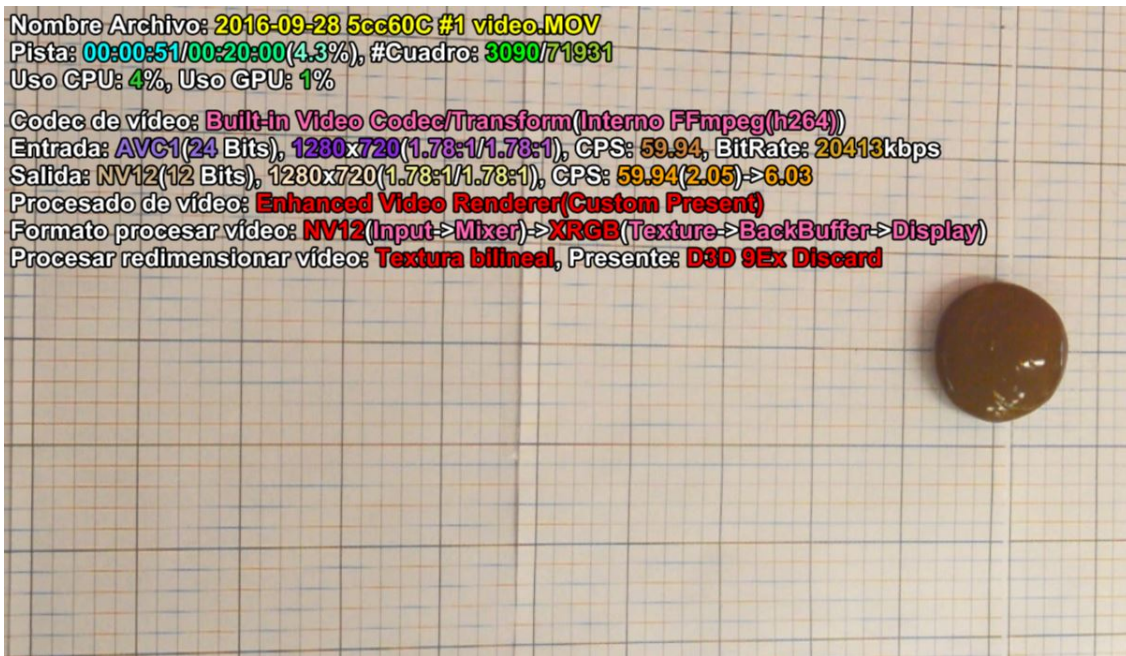 Nombre Archivo: 2016-09-28 5cc60C #1 video.MOV
Pista: 00:00:51/00:20:00(4.3%), #Cuadro: 3090/71931
Uso CPU: 4%, Uso GPU: 1%
Codec de vídeo: Built-in Video Codec/Transform(Interno FFmpeg(h264))
Entrada: AVC1(24 Bits), 1280x720(1.78:1/1.78:1), CPS: 59.94, BitRate: 20413kbps
Salida: NV12(12 Bits), 1280x720(1.78:1/1.78:1), CPS: 59.94(2.05)->6.03
Procesado de vídeo: Enhanced Video Renderer(Custom Present)
Formato procesar vídeo: NV12(Input->Mixer)->XRGB(Texture->BackBuffer->Display)
Procesar redimensionar vídeo: Textura bilineal, Presente: D3D 9Ex Discard